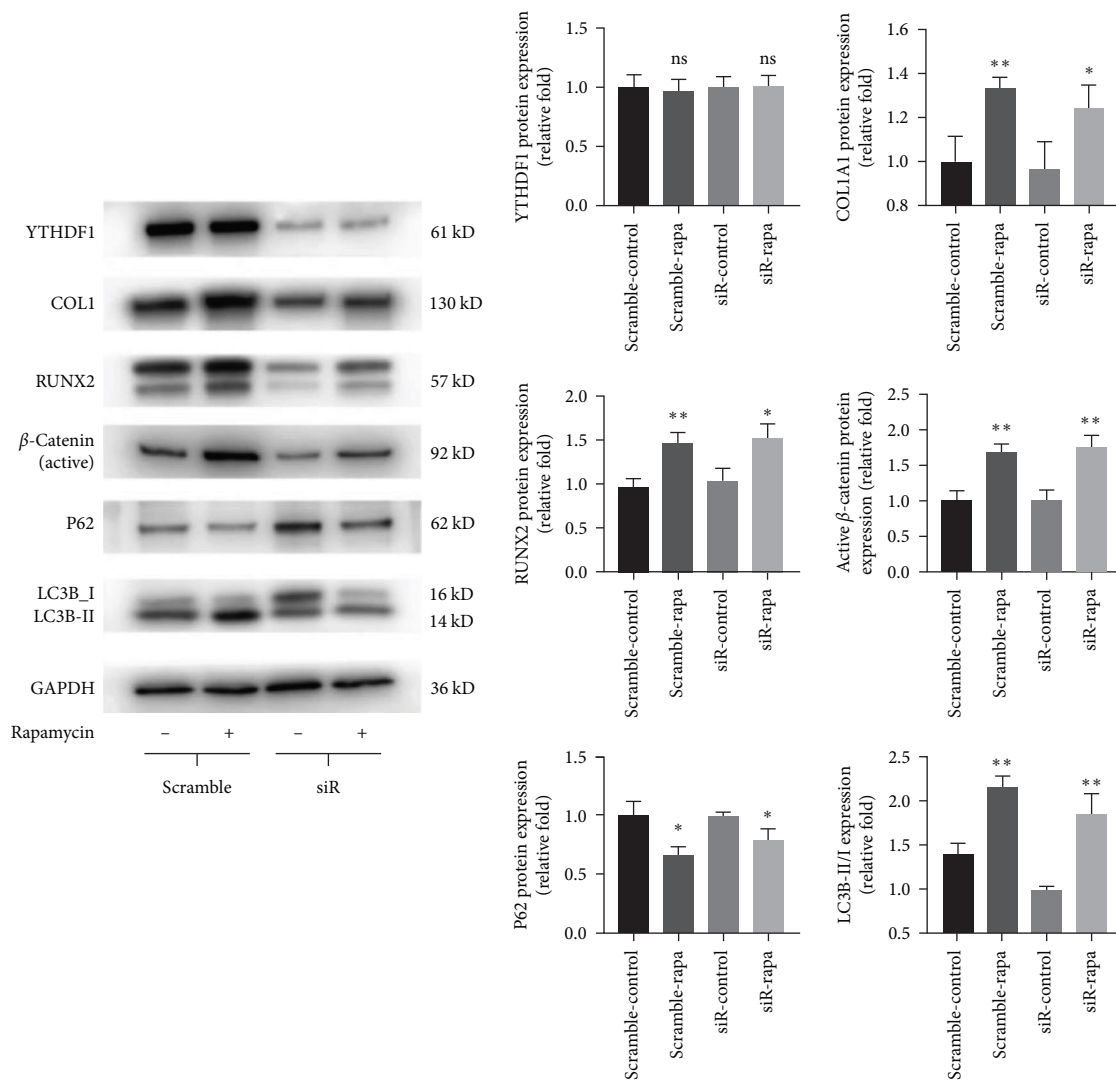 YTHDF1
61 kD
COL1
130 kD
RUNX2
57 kD
β-Catenin
(active)
92 kD
P62
62 kD
LC3B_I
16 kD
LC3B-II
14 kD
GAPDH
36 kD
Rapamycin
– + – +
Scramble
siR
YTHDF1 protein expression
(relative fold)
1.5
1.0
0.5
0.0
ns
ns
Scramble-control
Scramble-rapa
siR-control
siR-rapa
COL1A1 protein expression
(relative fold)
1.6
1.4
1.2
1.0
0.8
**
*
Scramble-control
Scramble-rapa
siR-control
siR-rapa
RUNX2 protein expression
(relative fold)
2.0
1.5
1.0
0.5
0.0
**
*
Scramble-control
Scramble-rapa
siR-control
siR-rapa
Active β-catenin protein
expression (relative fold)
2.5
2.0
1.5
1.0
0.5
0.0
**
**
Scramble-control
Scramble-rapa
siR-control
siR-rapa
P62 protein expression
(relative fold)
1.5
1.0
0.5
0.0
*
*
Scramble-control
Scramble-rapa
siR-control
siR-rapa
LC3B-II/I expression
(relative fold)
2.5
2.0
1.5
1.0
0.5
**
**
Scramble-control
Scramble-rapa
siR-control
siR-rapa